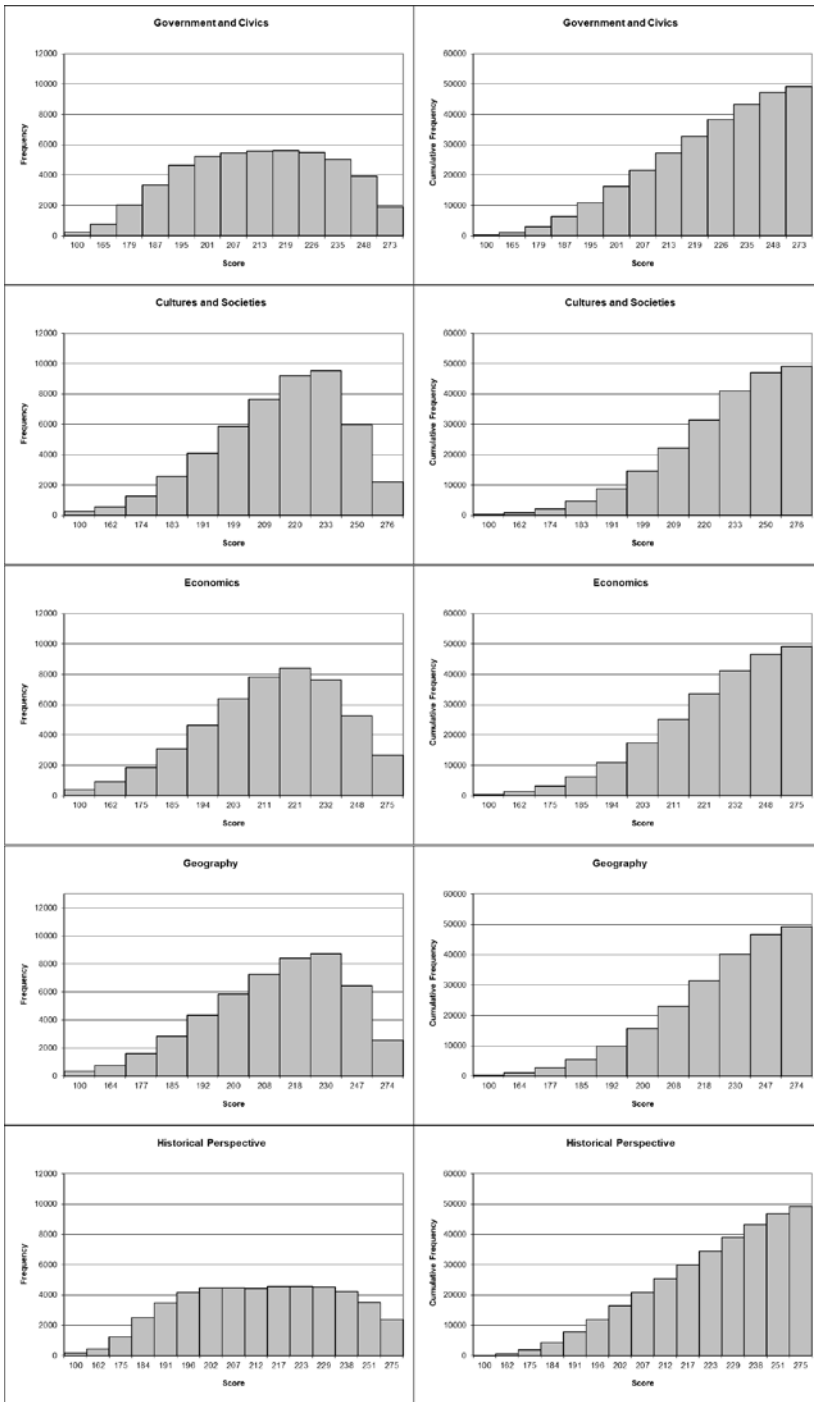 Government and Civics
12000
10000
8000
6000
4000
2000
0
Frequency
100 165 179 187 195 201 207 213 219 226 235 248 273
Score
Government and Civics
60000
50000
40000
30000
20000
10000
0
Cumulative Frequency
100 165 179 187 195 201 207 213 219 226 235 248 273
Score
Cultures and Societies
12000
10000
8000
6000
4000
2000
0
Frequency
100 162 174 183 191 199 209 220 233 250 276
Score
Cultures and Societies
60000
50000
40000
30000
20000
10000
0
Cumulative Frequency
100 162 174 183 191 199 209 220 233 250 276
Score
Economics
12000
10000
8000
6000
4000
2000
0
Frequency
100 162 175 185 194 203 211 221 232 248 275
Score
Economics
60000
50000
40000
30000
20000
10000
0
Cumulative Frequency
100 162 175 185 194 203 211 221 232 248 275
Score
Geography
12000
10000
8000
6000
4000
2000
0
Frequency
100 164 177 185 192 200 208 218 230 247 274
Score
Geography
60000
50000
40000
30000
20000
10000
0
Cumulative Frequency
100 164 177 185 192 200 208 218 230 247 274
Score
Historical Perspective
12000
10000
8000
6000
4000
2000
0
Frequency
100 162 175 184 191 196 202 207 212 217 223 229 238 251 275
Score
Historical Perspective
60000
50000
40000
30000
20000
10000
0
Cumulative Frequency
100 162 175 184 191 196 202 207 212 217 223 229 238 251 275
Score